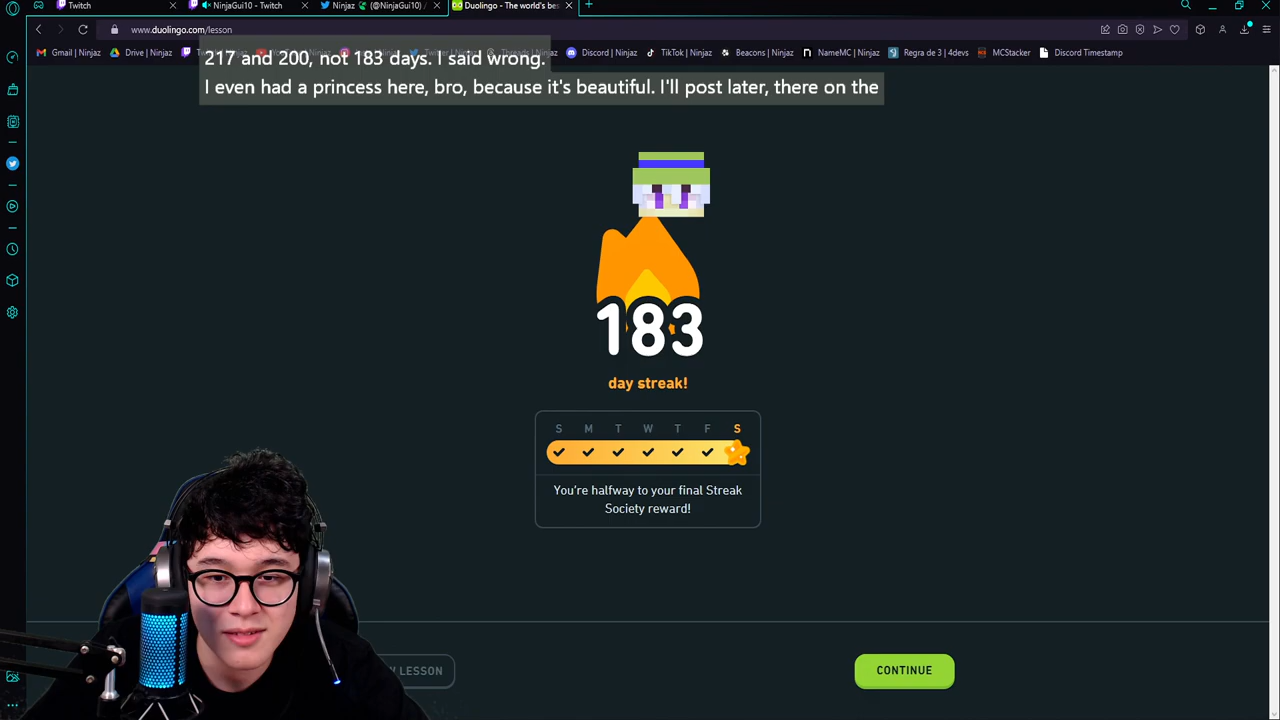 Twitch
NinjaGui10 - Twitch
Ninjaz
(@NinjaGui10)
Duolingo - The world's bes
www.duolingo.com/lesson
Gmail | Ninjaz
Drive | Ninjaz
Discord | Ninjaz
TikTok | Ninjaz
Beacons | Ninjaz
NameMC | Ninjaz
Regra de 3 | 4devs
MCStacker
Discord Timestamp
217 and 200, not 183 days. I said wrong.
I even had a princess here, bro, because it's beautiful. I'll post later, there on the
183
day streak!
S M T W T F S
You're halfway to your final Streak
Society reward!
LESSON
CONTINUE